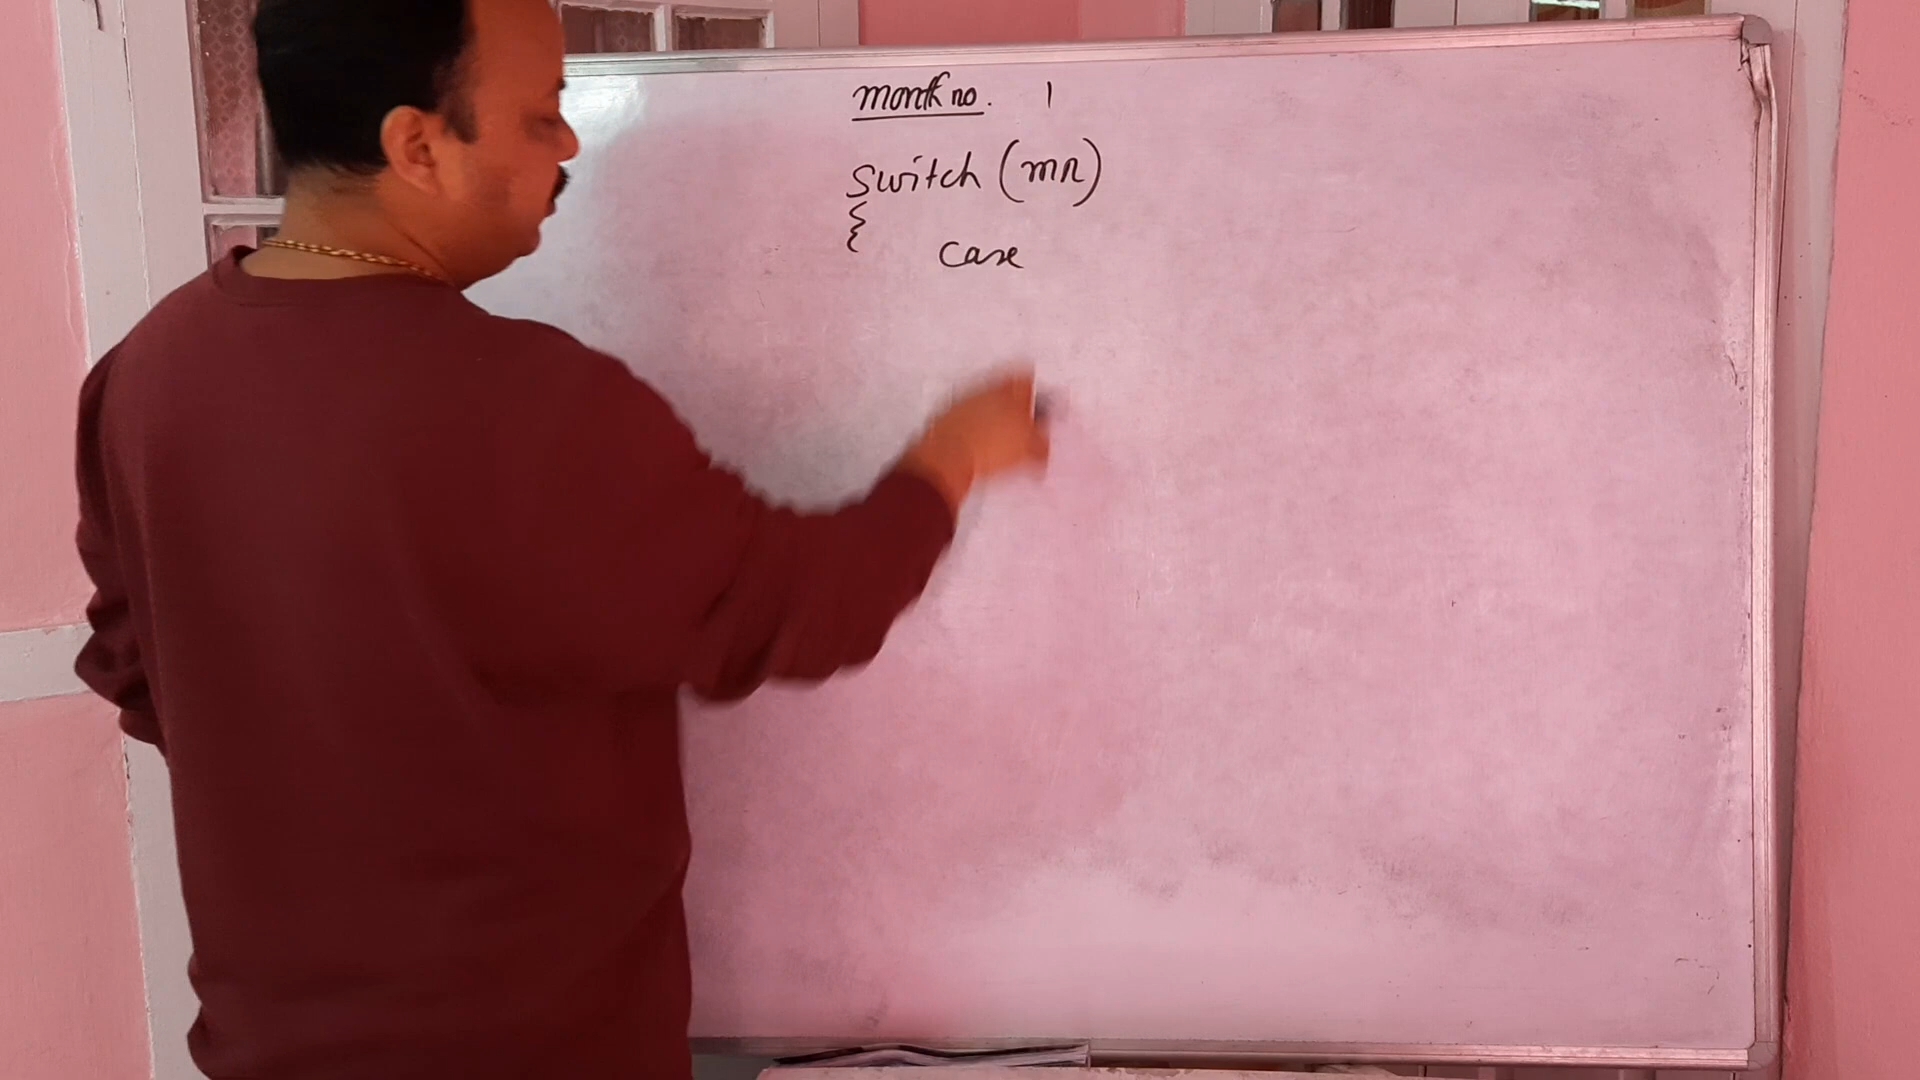 month no. 1
switch (mn)
{
case